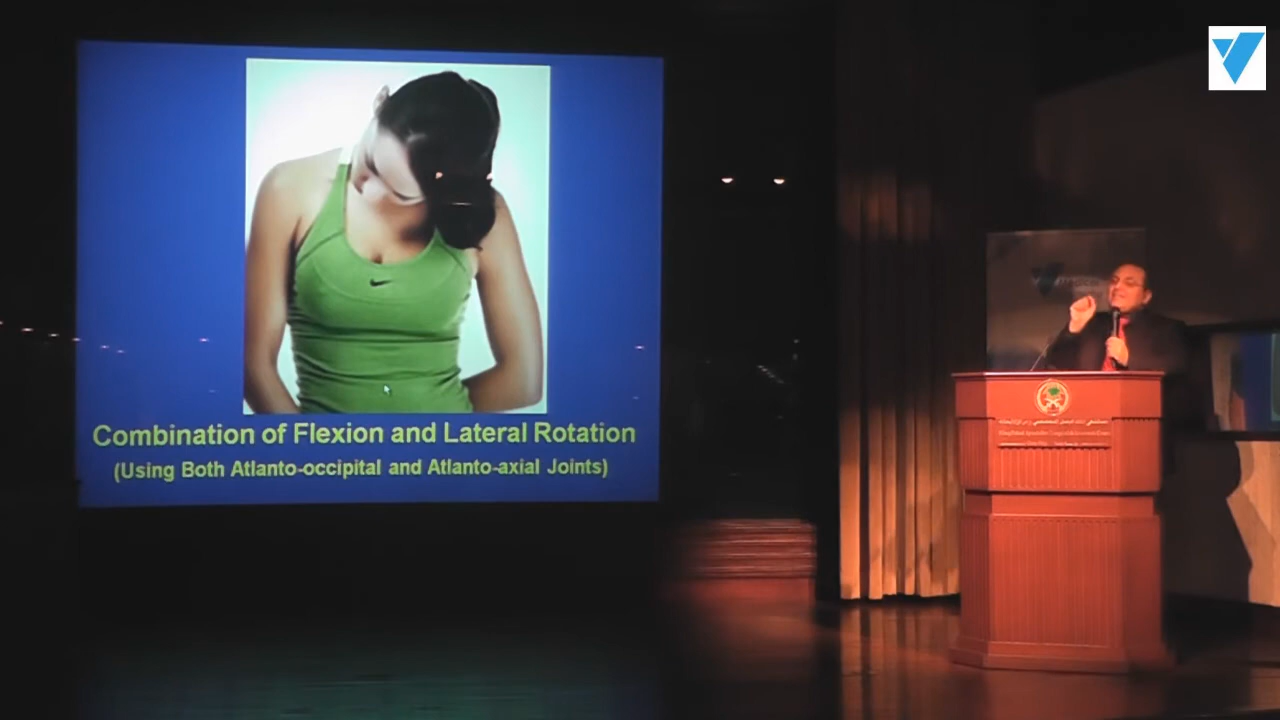 Combination of Flexion and Lateral Rotation
(Using Both Atlanto-occipital and Atlanto-axial Joints)